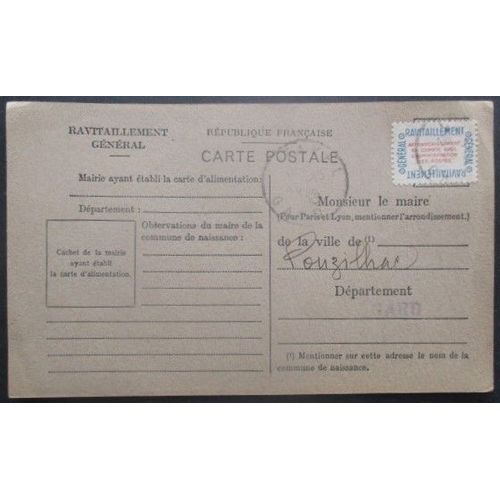 RAVITAILLEMENT
GÉNÉRAL
RÉPUBLIQUE FRANÇAISE
CARTE POSTALE
Mairie ayant établi la carte d'alimentation:
Département :
Observations du maire de la
commune de naissance :
Cachet de la mairie
ayant établi
la carte d'alimentation.
RAVITAILLEMENT
GÉNÉRAL
GÉNÉRAL
RAVITAILLEMENT
Monsieur le maire
(Pour Paris et Lyon, mentionner l'arrondissement.)
de la ville de (1)
Pouzilhac
Département
GARD
(1) Mentionner sur cette adresse le nom de la
commune de naissance.